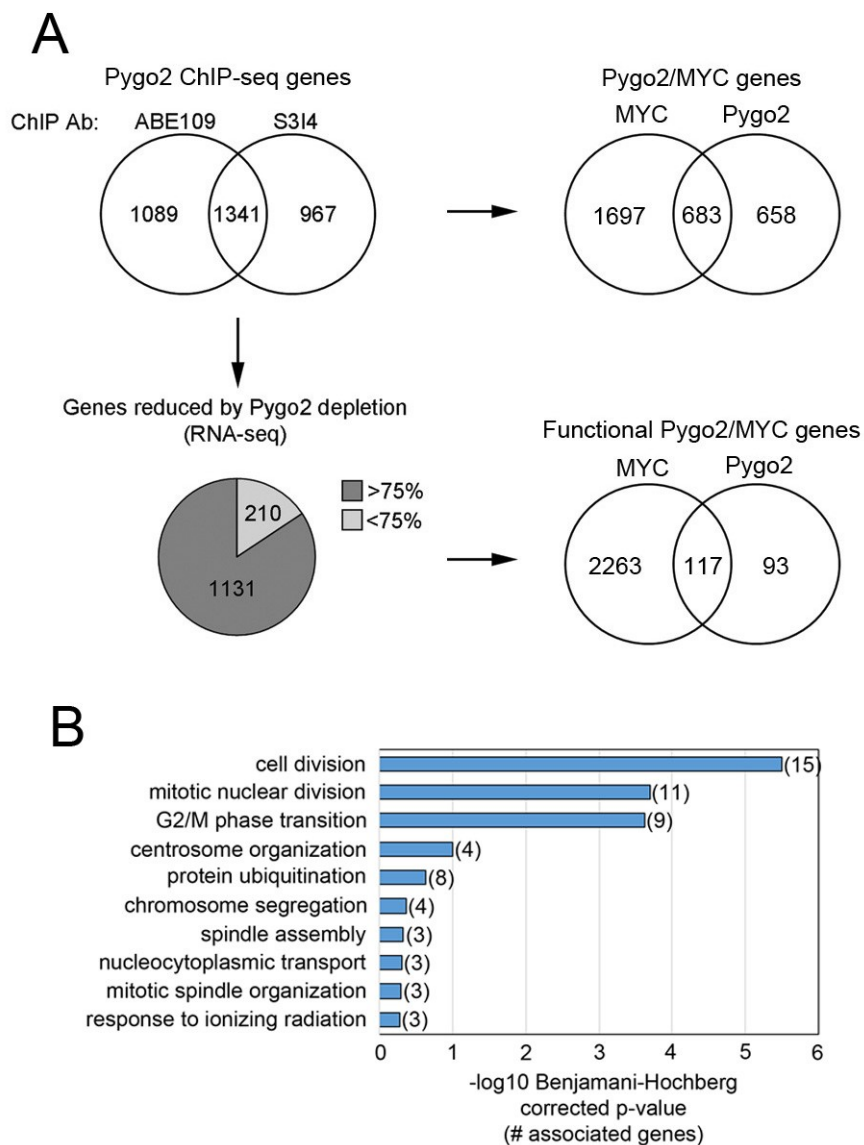 A
Pygo2 ChIP-seq genes
ChIP Ab: ABE109 S3I4
1089 1341 967
Pygo2/MYC genes
MYC Pygo2
1697 683 658
Genes reduced by Pygo2 depletion
(RNA-seq)
210
1131
>75%
<75%
Functional Pygo2/MYC genes
MYC Pygo2
2263 117 93
B
cell division (15)
mitotic nuclear division (11)
G2/M phase transition (9)
centrosome organization (4)
protein ubiquitination (8)
chromosome segregation (4)
spindle assembly (3)
nucleocytoplasmic transport (3)
mitotic spindle organization (3)
response to ionizing radiation (3)
0 1 2 3 4 5 6
-log10 Benjamani-Hochberg
corrected p-value
(# associated genes)